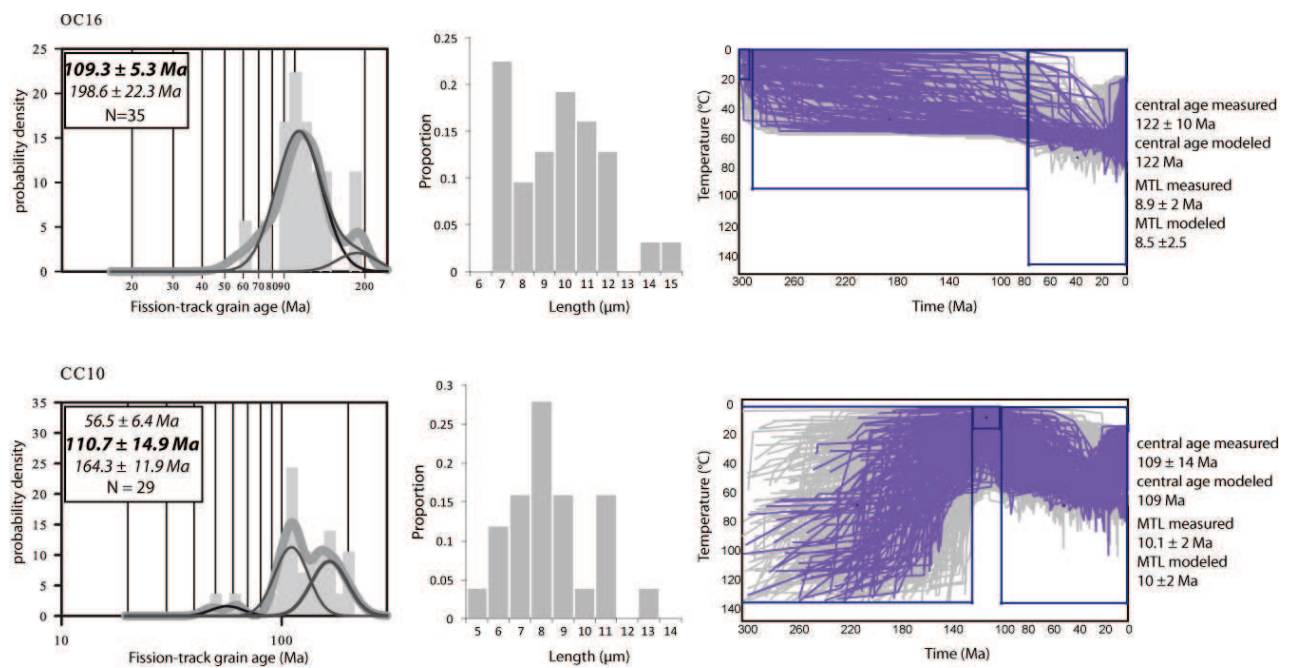 OC16
25
20
15
10
5
0
probability density
109.3 ± 5.3 Ma
198.6 ± 22.3 Ma
N=35
20 30 40 50 60 70 80 90 200
Fission-track grain age (Ma)
0.25
0.2
0.15
0.1
0.05
0
Proportion
6 7 8 9 10 11 12 13 14 15
Length (µm)
0
20
40
60
80
100
120
140
Temperature (°C)
300 260 220 180 140 100 80 60 40 20 0
Time (Ma)
central age measured
122 ± 10 Ma
central age modeled
122 Ma
MTL measured
8.9 ± 2 Ma
MTL modeled
8.5 ±2.5
CC10
35
30
25
20
15
10
5
0
probability density
56.5 ± 6.4 Ma
110.7 ± 14.9 Ma
164.3 ± 11.9 Ma
N = 29
10 100
Fission-track grain age (Ma)
0.3
0.25
0.2
0.15
0.1
0.05
0
Proportion
5 6 7 8 9 10 11 12 13 14
Length (µm)
0
20
40
60
80
100
120
140
Temperature (°C)
300 260 220 180 140 100 80 60 40 20 0
Time (Ma)
central age measured
109 ± 14 Ma
central age modeled
109 Ma
MTL measured
10.1 ± 2 Ma
MTL modeled
10 ±2 Ma